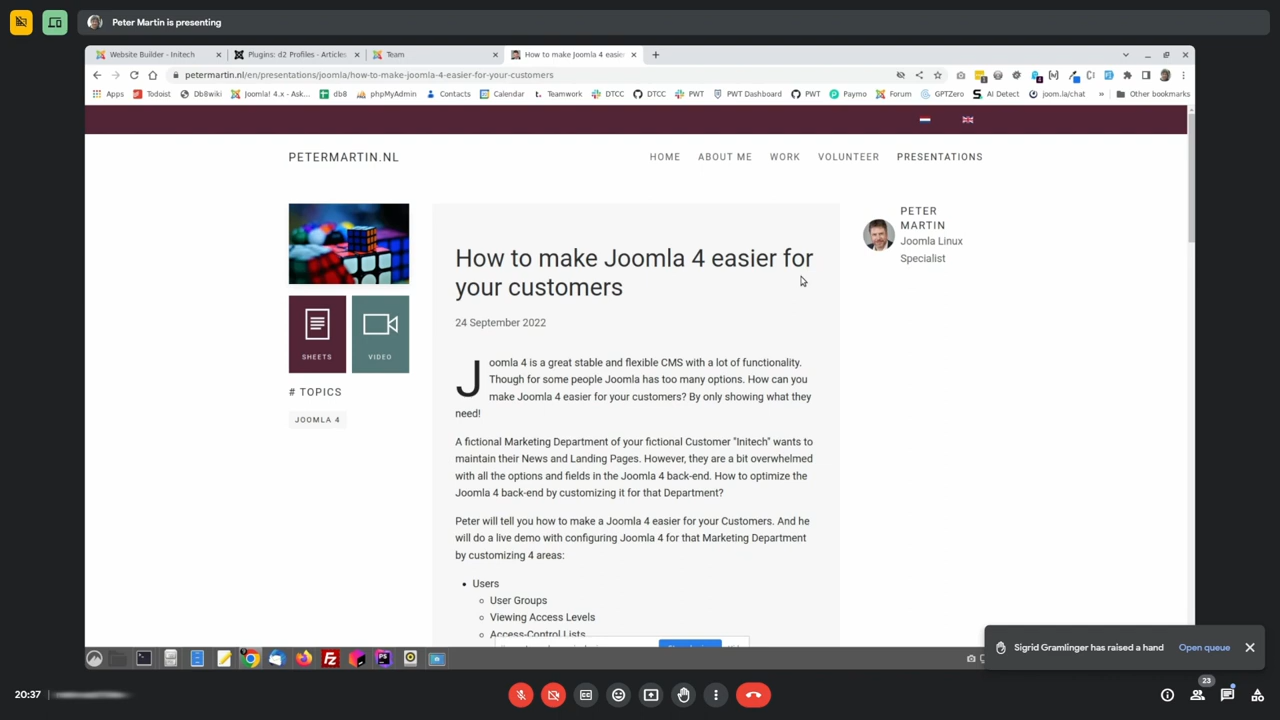 Peter Martin is presenting
Website Builder - Initech
Plugins: d2 Profiles - Articles
Team
How to make Joomla 4 easie
petermartin.nl/en/presentations/joomla/how-to-make-joomla-4-easier-for-your-customers
Apps
Todoist
Db8wiki
Joomla! 4.x - Ask...
db8
phpMyAdmin
Contacts
Calendar
Teamwork
DTCC
DTCC
PWT
PWT Dashboard
PWT
Paymo
Forum
GPTZero
AI Detect
joom.la/chat
»
Other bookmarks
PETERMARTIN.NL
HOME
ABOUT ME
WORK
VOLUNTEER
PRESENTATIONS
SHEETS
VIDEO
# TOPICS
JOOMLA 4
How to make Joomla 4 easier for
your customers
24 September 2022
Joomla 4 is a great stable and flexible CMS with a lot of functionality.
Though for some people Joomla has too many options. How can you
make Joomla 4 easier for your customers? By only showing what they
need!
A fictional Marketing Department of your fictional Customer "Initech" wants to
maintain their News and Landing Pages. However, they are a bit overwhelmed
with all the options and fields in the Joomla 4 back-end. How to optimize the
Joomla 4 back-end by customizing it for that Department?
Peter will tell you how to make a Joomla 4 easier for your Customers. And he
will do a live demo with configuring Joomla 4 for that Marketing Department
by customizing 4 areas:
• Users
◦ User Groups
◦ Viewing Access Levels
◦ Access-Control Lists
PETER
MARTIN
Joomla Linux
Specialist
Sigrid Gramlinger has raised a hand
Open queue
20:37
23